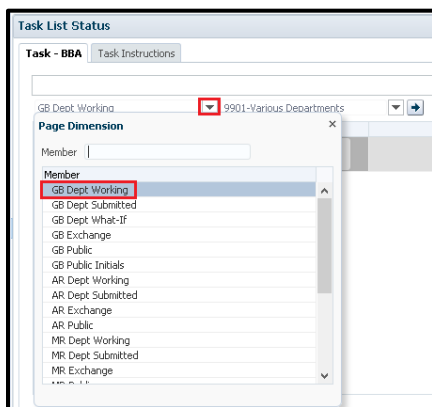 Task List Status
Task - BBA Task Instructions
GB Dept Working 9901-Various Departments
Page Dimension ×
Member
Member
GB Dept Working
GB Dept Submitted
GB Dept What-If
GB Exchange
GB Public
GB Public Initials
AR Dept Working
AR Dept Submitted
AR Exchange
AR Public
MR Dept Working
MR Dept Submitted
MR Exchange